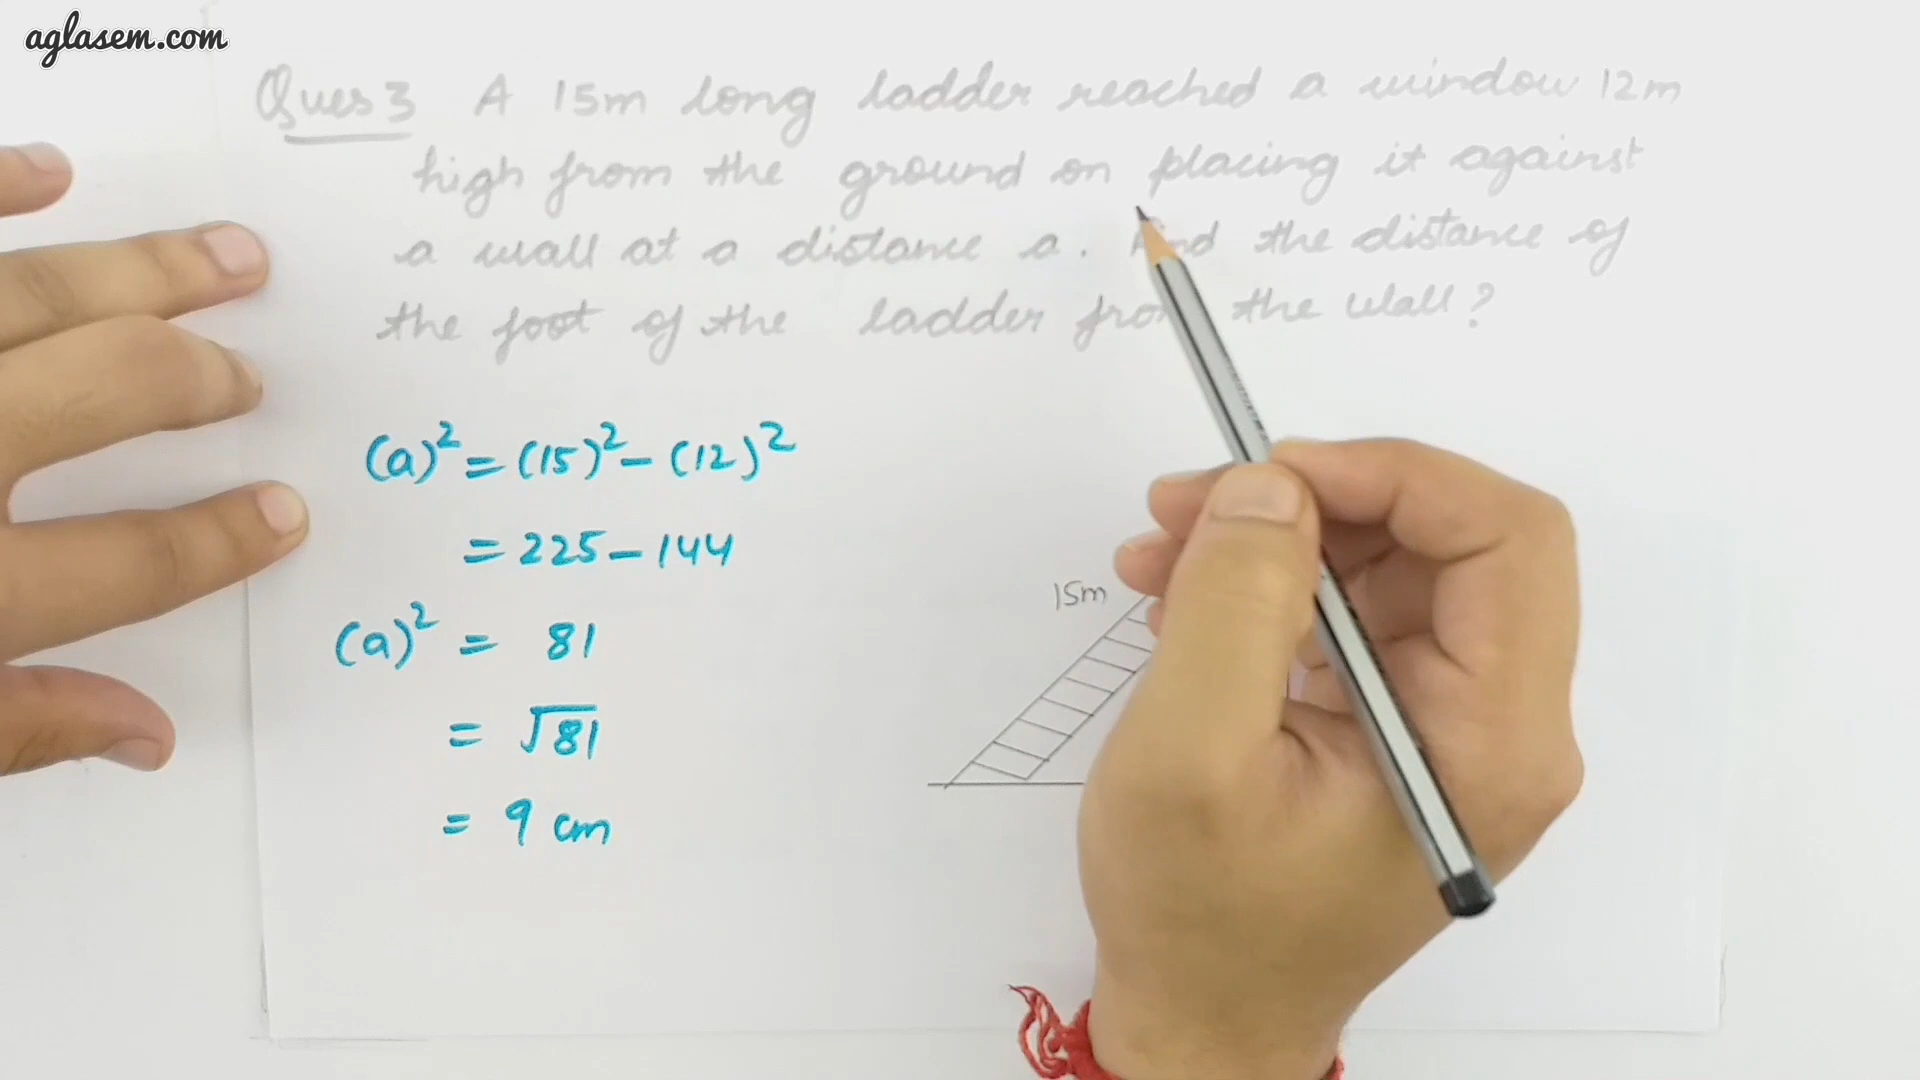 aglasem.com
Ques 3 A 15m long ladder reached a window 12m
high from the ground on placing it against
a wall at a distance a. Find the distance of
the foot of the ladder from the wall?
(a)² = (15)² - (12)²
= 225 - 144
(a)² = 81
= √81
= 9 cm
15m